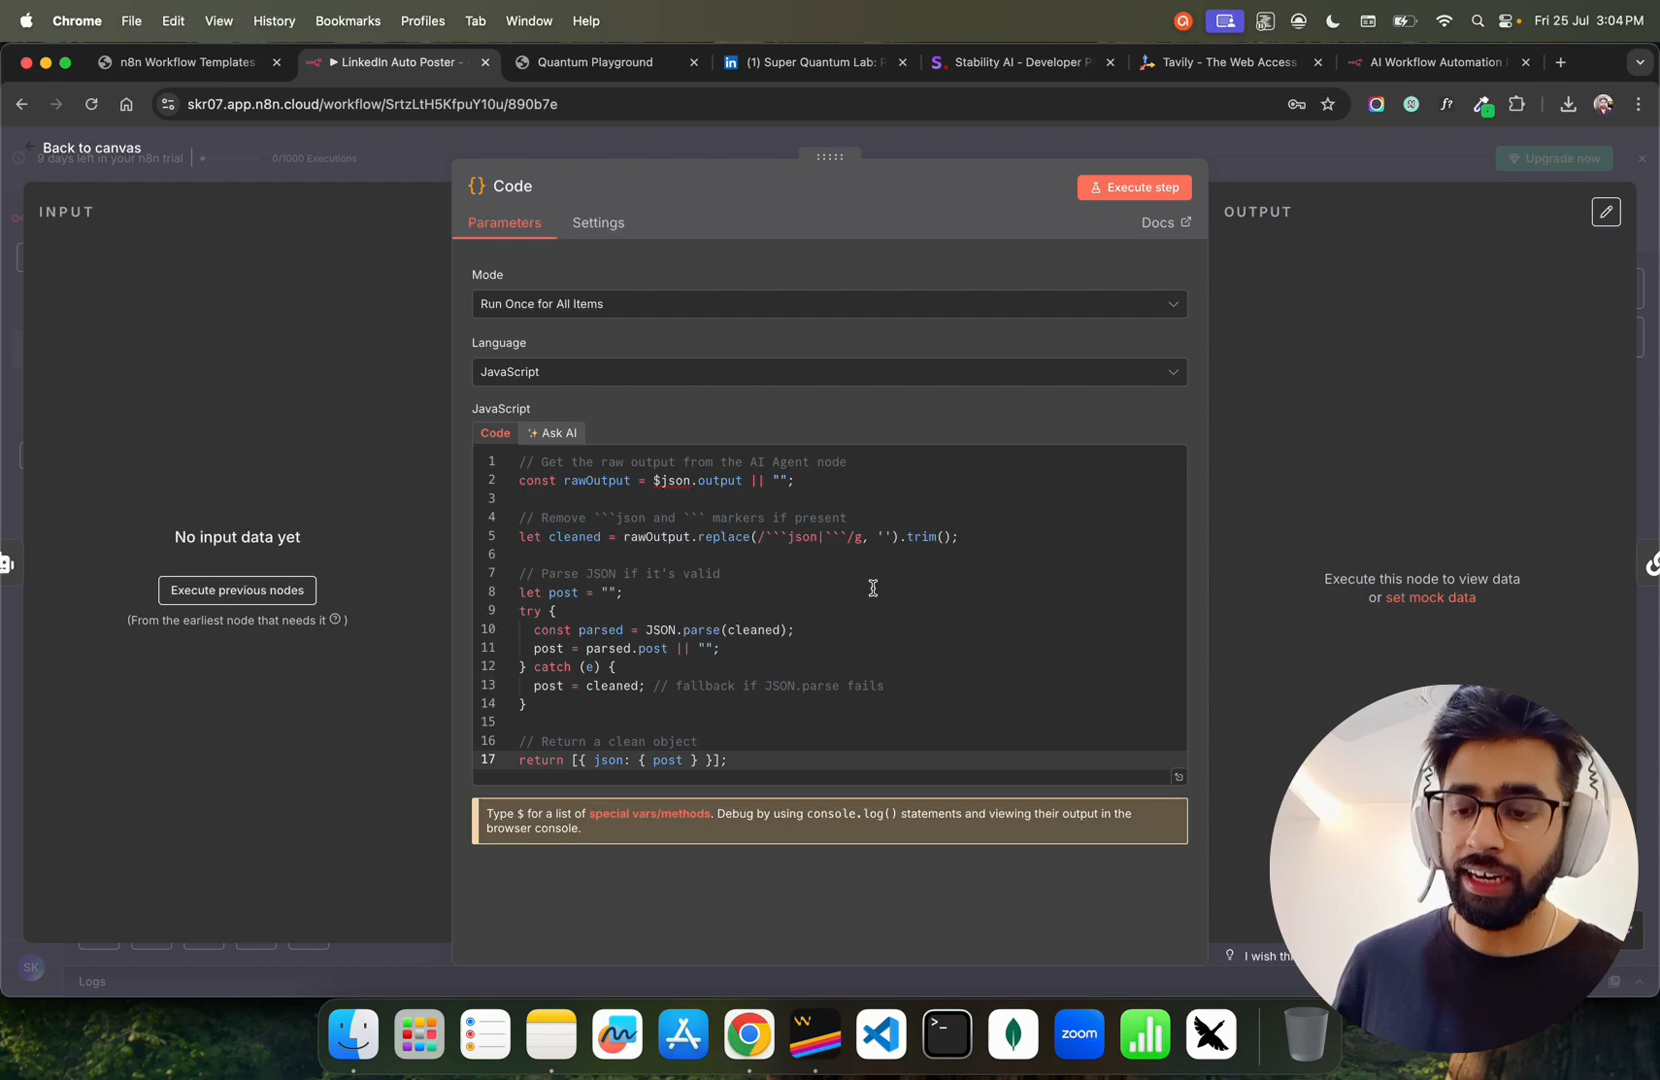 Chrome File Edit View History Bookmarks Profiles Tab Window Help Fri 25 Jul 3:04 PM
n8n Workflow Templates LinkedIn Auto Poster - Quantum Playground (1) Super Quantum Lab: P Stability AI - Developer P Tavily - The Web Access AI Workflow Automation
skr07.app.n8n.cloud/workflow/SrtzLtH5KfpuY10u/890b7e
Back to canvas
9 days left in your n8n trial 0/1000 Executions Upgrade now
INPUT
No input data yet
Execute previous nodes
(From the earliest node that needs it )
Code Execute step
Parameters Settings Docs
Mode
Run Once for All Items
Language
JavaScript
JavaScript
Code Ask AI
1 // Get the raw output from the AI Agent node
2 const rawOutput = $json.output || "";
3
4 // Remove ```json and ``` markers if present
5 let cleaned = rawOutput.replace(/```json|```/g, '').trim();
6
7 // Parse JSON if it's valid
8 let post = "";
9 try {
10 const parsed = JSON.parse(cleaned);
11 post = parsed.post || "";
12 } catch (e) {
13 post = cleaned; // fallback if JSON.parse fails
14 }
15
16 // Return a clean object
17 return [{ json: { post } }];
Type $ for a list of special vars/methods. Debug by using console.log() statements and viewing their output in the
browser console.
OUTPUT
Execute this node to view data
or set mock data
I wish thi
SK
Logs
zoom